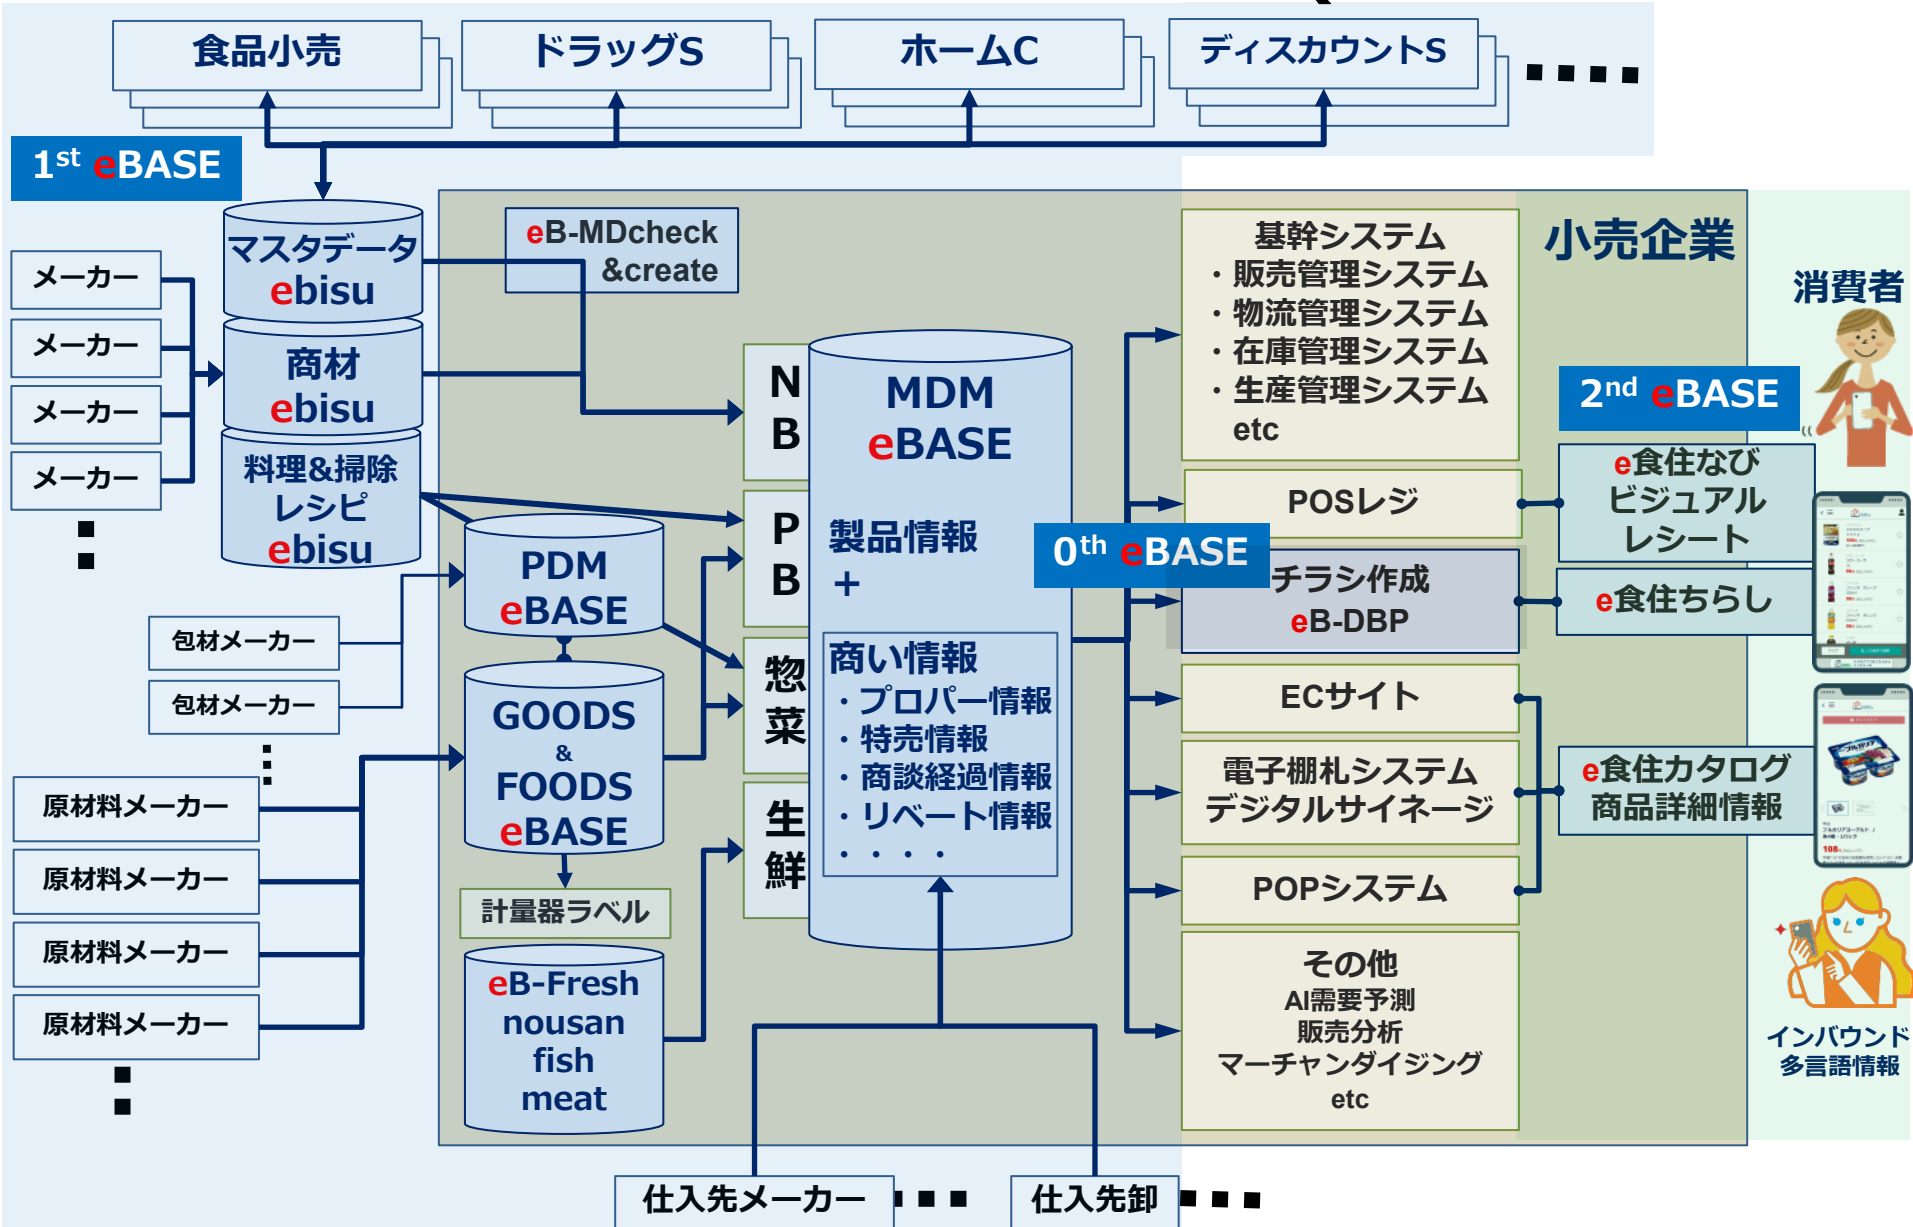 食品小売
ドラッグS
ホームC
ディスカウントS
1st eBASE
マスタデータ
ebisu
商材
ebisu
料理&掃除
レシピ
ebisu
メーカー
メーカー
メーカー
メーカー
eB-MDcheck
&create
包材メーカー
包材メーカー
原材料メーカー
原材料メーカー
原材料メーカー
原材料メーカー
PDM
eBASE
GOODS
&
FOODS
eBASE
計量器ラベル
eB-Fresh
nousan
fish
meat
NB
PB
惣菜
生鮮
MDM
eBASE
製品情報
+
商い情報
・プロパー情報
・特売情報
・商談経過情報
・リベート情報
・・・・
0th eBASE
仕入先メーカー
仕入先卸
基幹システム
・販売管理システム
・物流管理システム
・在庫管理システム
・生産管理システム
etc
POSレジ
チラシ作成
eB-DBP
ECサイト
電子棚札システム
デジタルサイネージ
POPシステム
その他
AI需要予測
販売分析
マーチャンダイジング
etc
小売企業
2nd eBASE
e食住なび
ビジュアル
レシート
e食住ちらし
e食住カタログ
商品詳細情報
消費者
ブルガリアヨーグルト
108
インバウンド
多言語情報